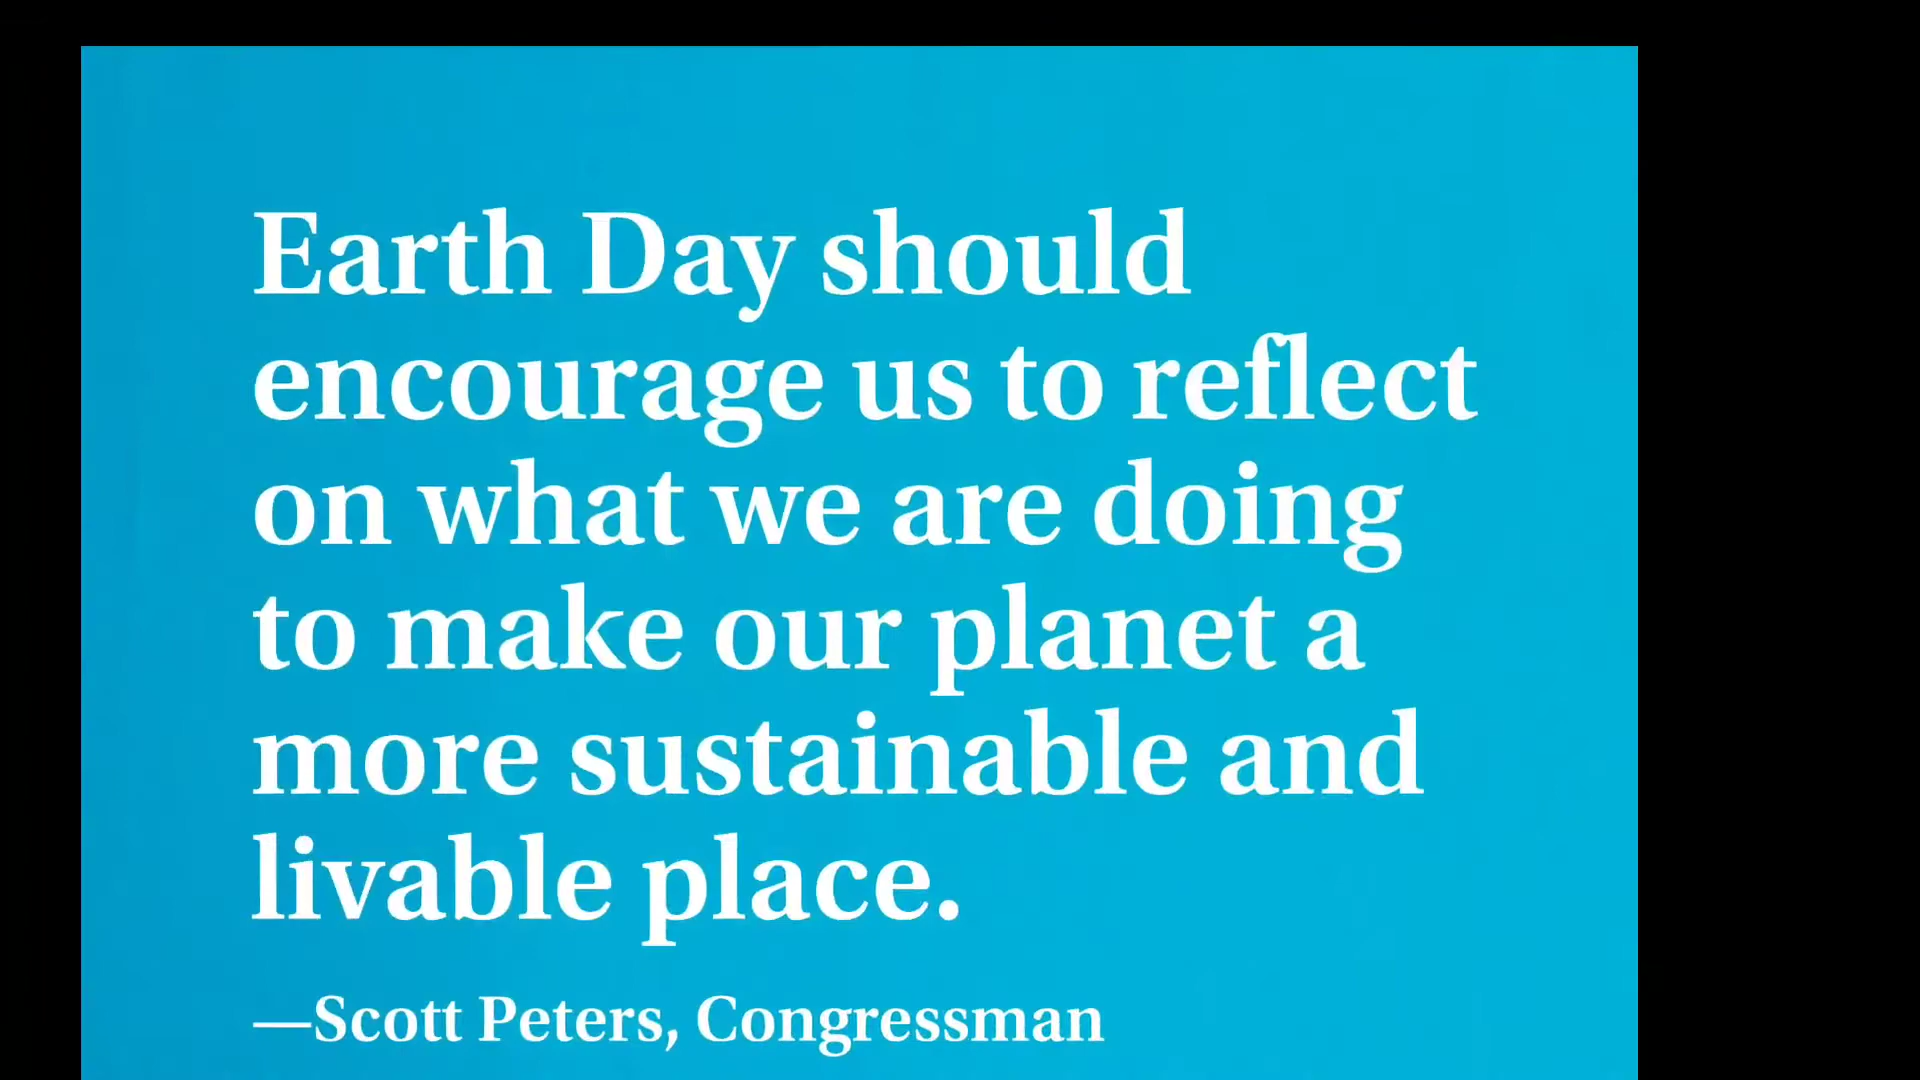 Earth Day should
encourage us to reflect
on what we are doing
to make our planet a
more sustainable and
livable place.
—Scott Peters, Congressman